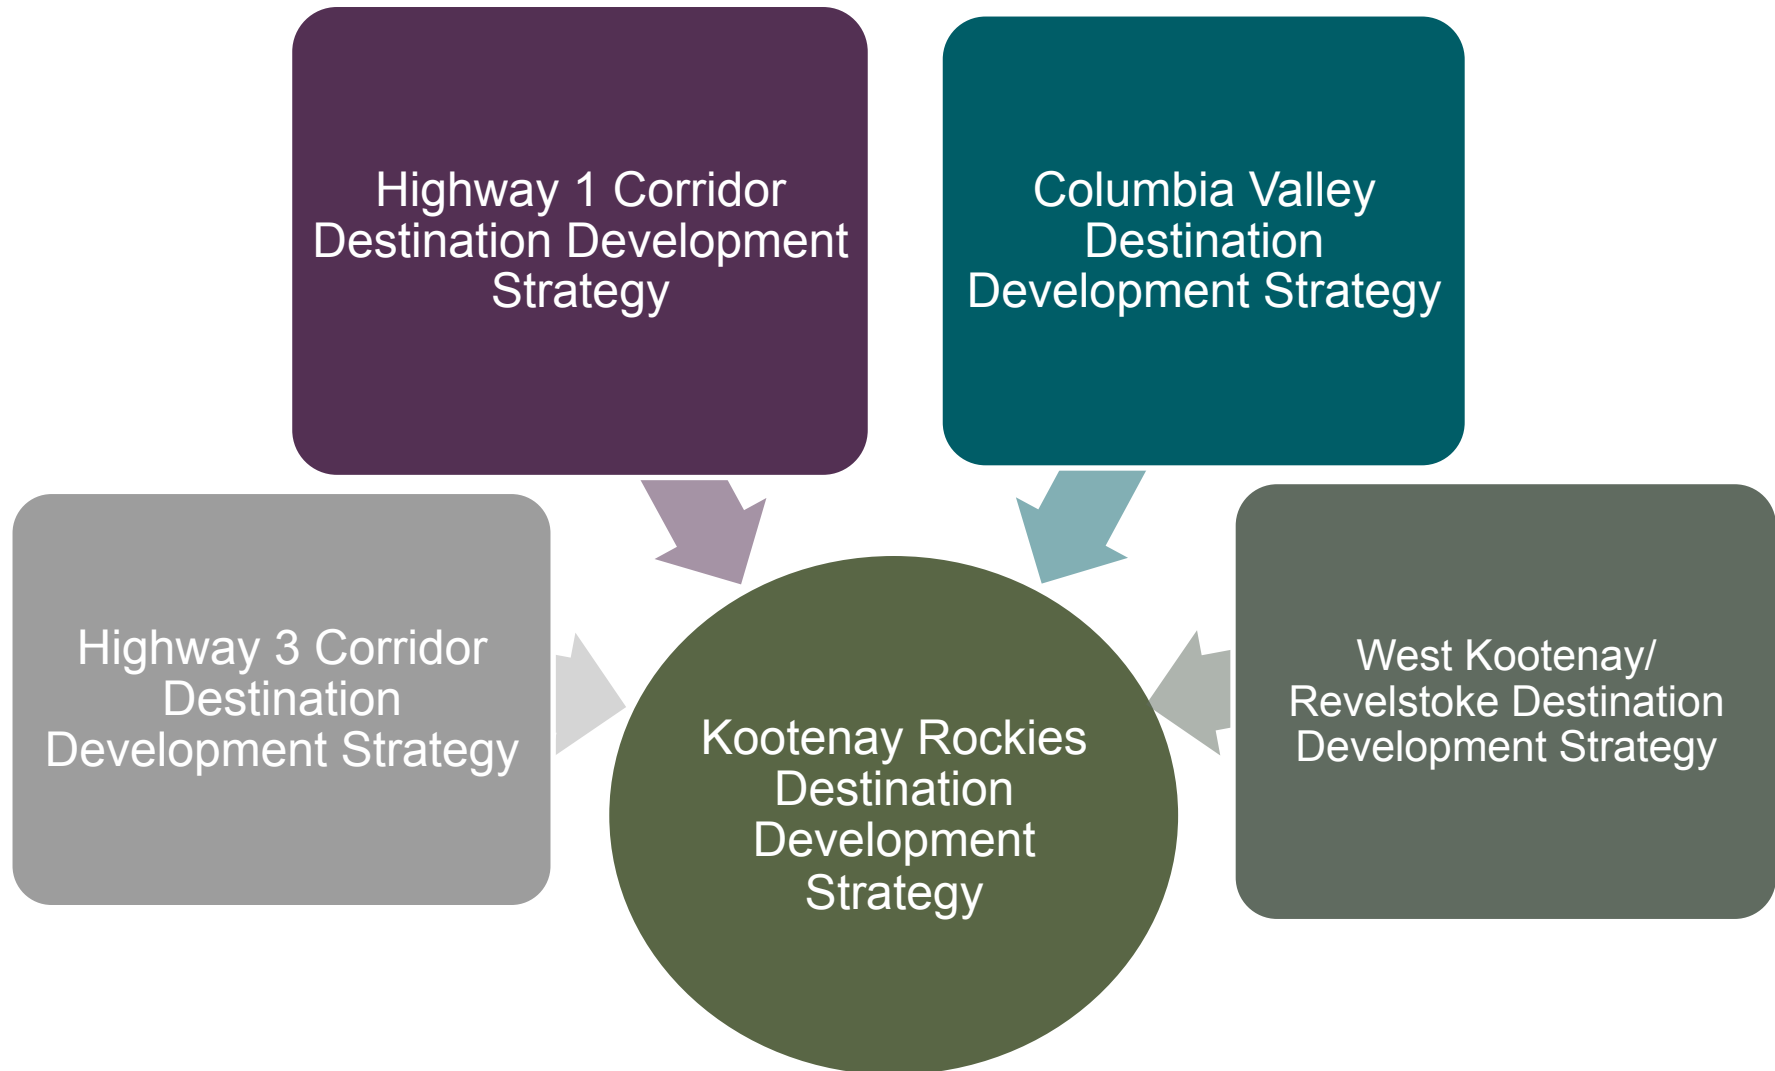 Highway 1 Corridor
Destination Development
Strategy
Columbia Valley
Destination
Development Strategy
Highway 3 Corridor
Destination
Development Strategy
Kootenay Rockies
Destination
Development
Strategy
West Kootenay/
Revelstoke Destination
Development Strategy